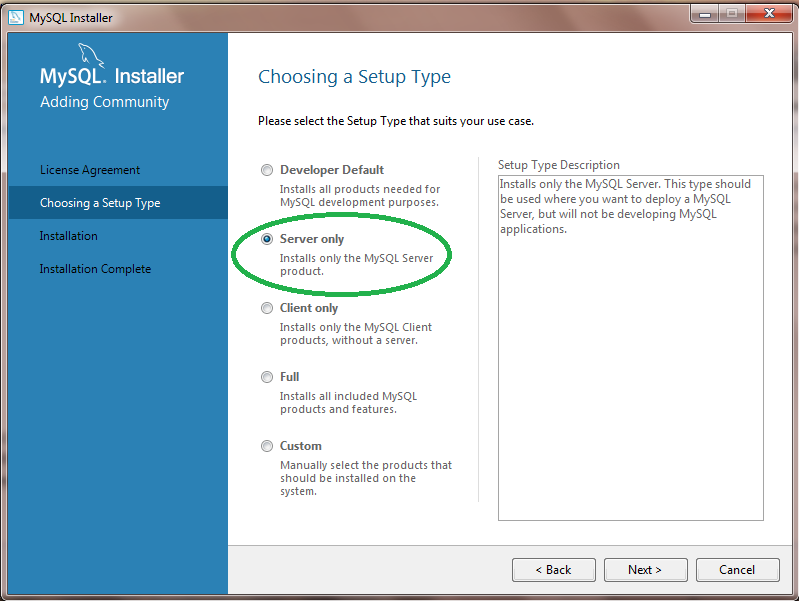 MySQL Installer
MySQL. Installer
Adding Community
License Agreement
Choosing a Setup Type
Installation
Installation Complete
Choosing a Setup Type
Please select the Setup Type that suits your use case.
Developer Default
Installs all products needed for
MySQL development purposes.
Server only
Installs only the MySQL Server
product.
Client only
Installs only the MySQL Client
products, without a server.
Full
Installs all included MySQL
products and features.
Custom
Manually select the products that
should be installed on the
system.
Setup Type Description
Installs only the MySQL Server. This type should
be used where you want to deploy a MySQL
Server, but will not be developing MySQL
applications.
< Back
Next >
Cancel